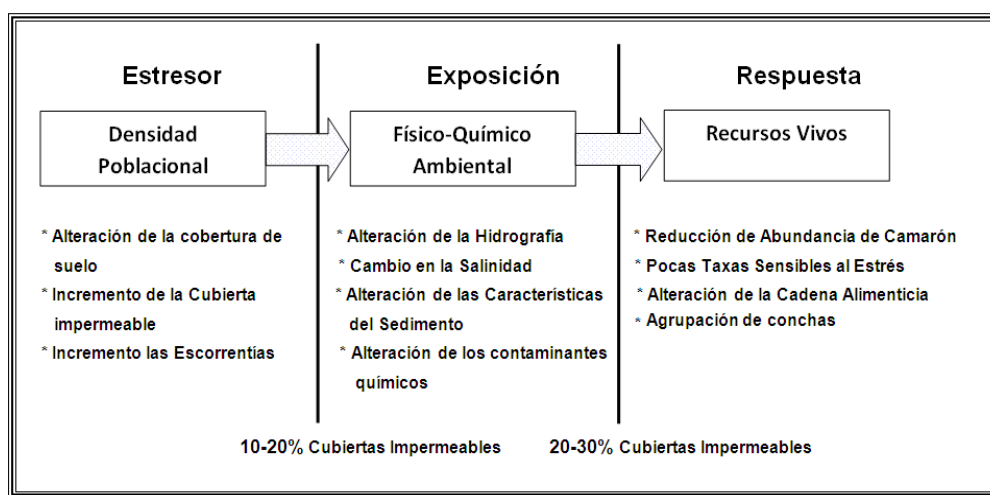 Estresor
Densidad
Poblacional
* Alteración de la cobertura de
suelo
* Incremento de la Cubierta
impermeable
* Incremento las Escorrentías
Exposición
Físico-Químico
Ambiental
* Alteración de la Hidrografía
* Cambio en la Salinidad
* Alteración de las Características
del Sedimento
* Alteración de los contaminantes
químicos
Respuesta
Recursos Vivos
* Reducción de Abundancia de Camarón
* Pocas Taxas Sensibles al Estrés
* Alteración de la Cadena Alimenticia
* Agrupación de conchas
10-20% Cubiertas Impermeables
20-30% Cubiertas Impermeables